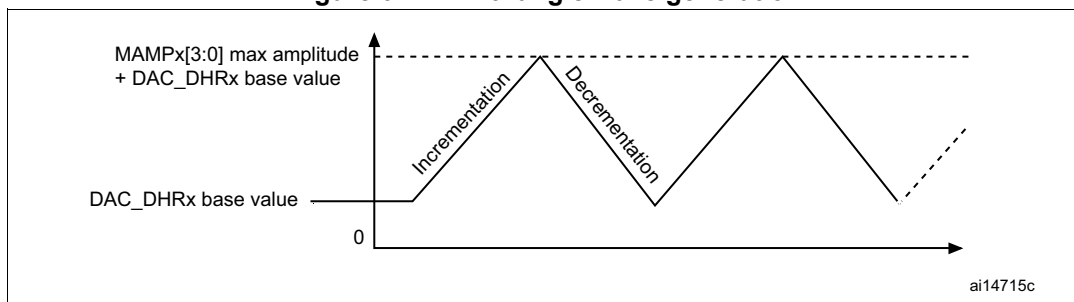 MAMPx[3:0] max amplitude
+ DAC_DHRx base value
Incrementation
Decrementation
DAC_DHRx base value
0
ai14715c